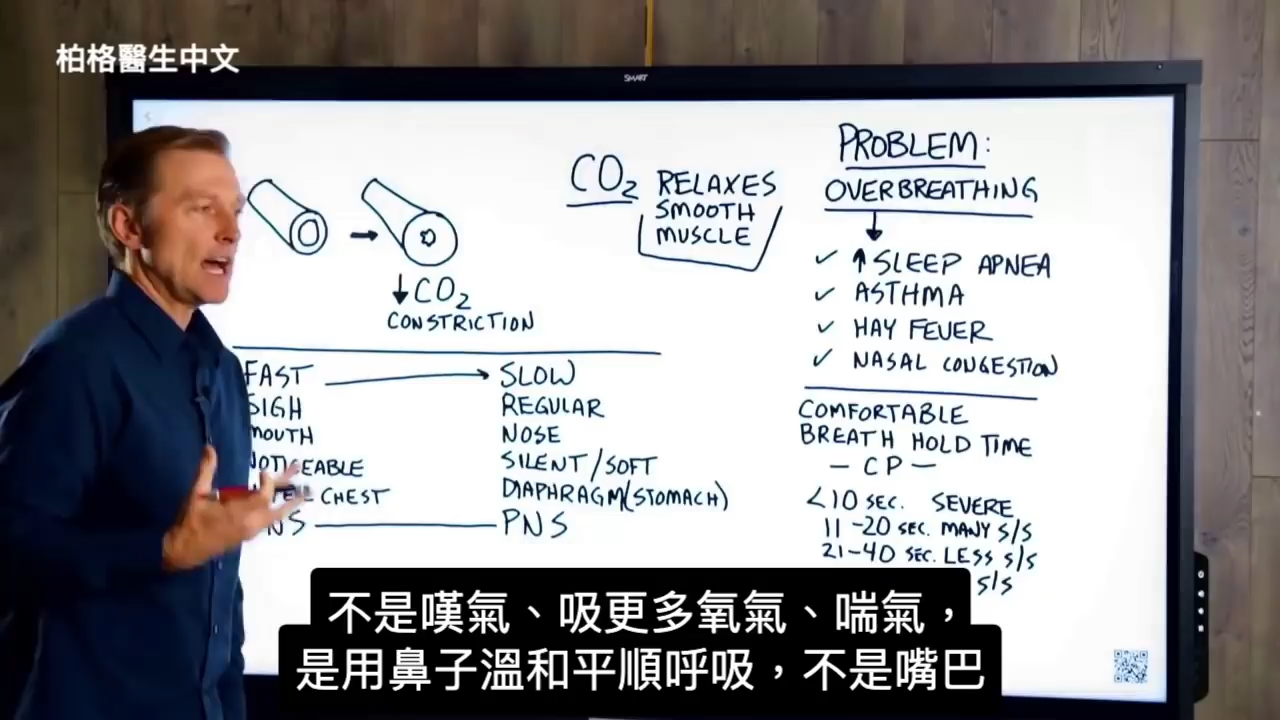 柏格醫生中文
SMART
CO2 RELAXES
SMOOTH
MUSCLE
↓CO2
CONSTRICTION
PROBLEM:
OVERBREATHING
✓ ↑SLEEP APNEA
✓ ASTHMA
✓ HAY FEVER
✓ NASAL CONGESTION
FAST → SLOW
SIGH REGULAR
MOUTH NOSE
NOTICEABLE SILENT/SOFT
CHEST DIAPHRAGM(STOMACH)
NS PNS
COMFORTABLE
BREATH HOLD TIME
- CP -
<10 SEC. SEVERE
11-20 SEC. MANY S/S
21-40 SEC. LESS S/S
S/S
不是嘆氣、吸更多氧氣、喘氣，
是用鼻子溫和平順呼吸，不是嘴巴